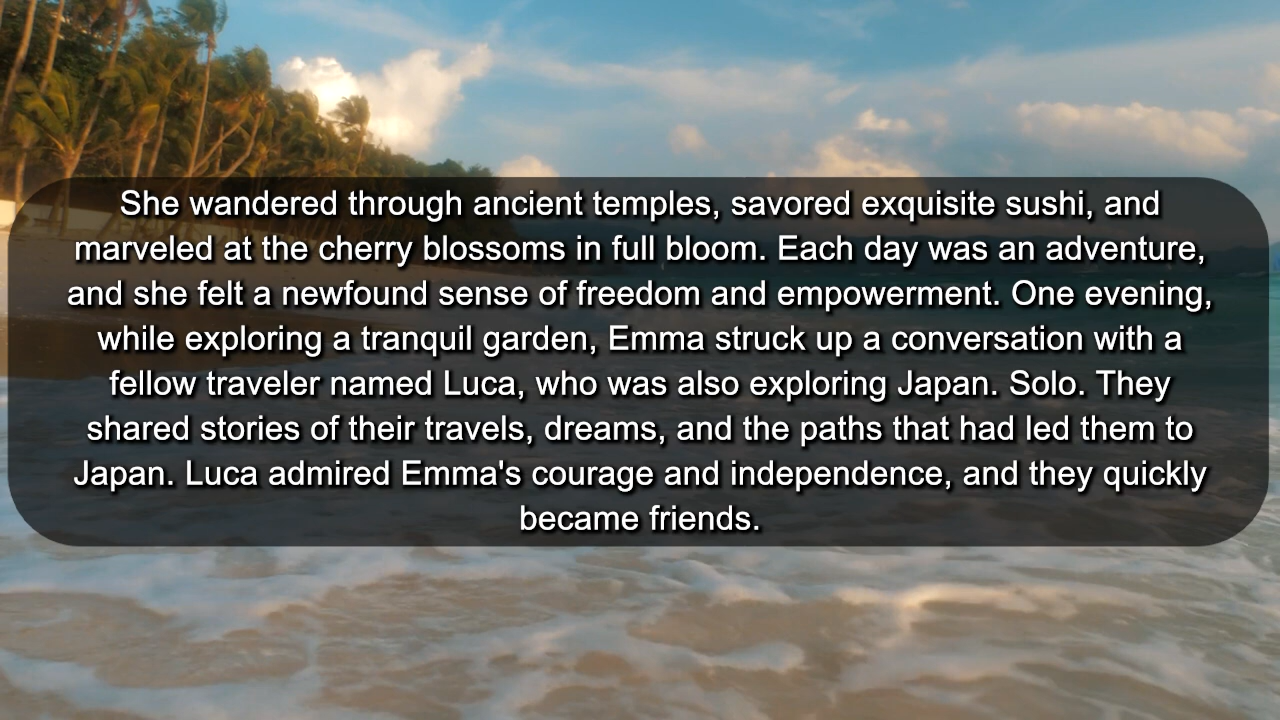 She wandered through ancient temples, savored exquisite sushi, and
marveled at the cherry blossoms in full bloom. Each day was an adventure,
and she felt a newfound sense of freedom and empowerment. One evening,
while exploring a tranquil garden, Emma struck up a conversation with a
fellow traveler named Luca, who was also exploring Japan. Solo. They
shared stories of their travels, dreams, and the paths that had led them to
Japan. Luca admired Emma's courage and independence, and they quickly
became friends.